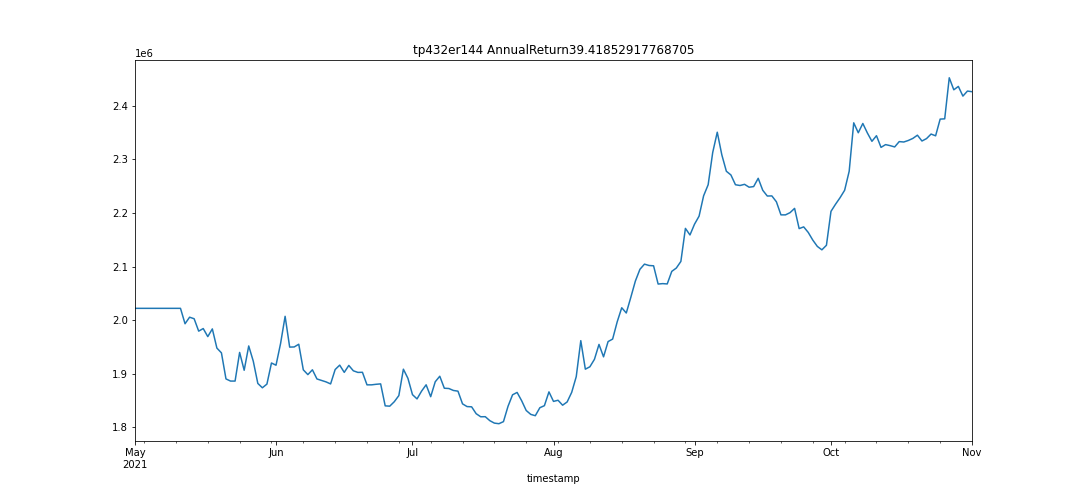 tp432er144 AnnualReturn39.41852917768705
1e6
2.4
2.3
2.2
2.1
2.0
1.9
1.8
May Jun Jul Aug Sep Oct Nov
2021
timestamp